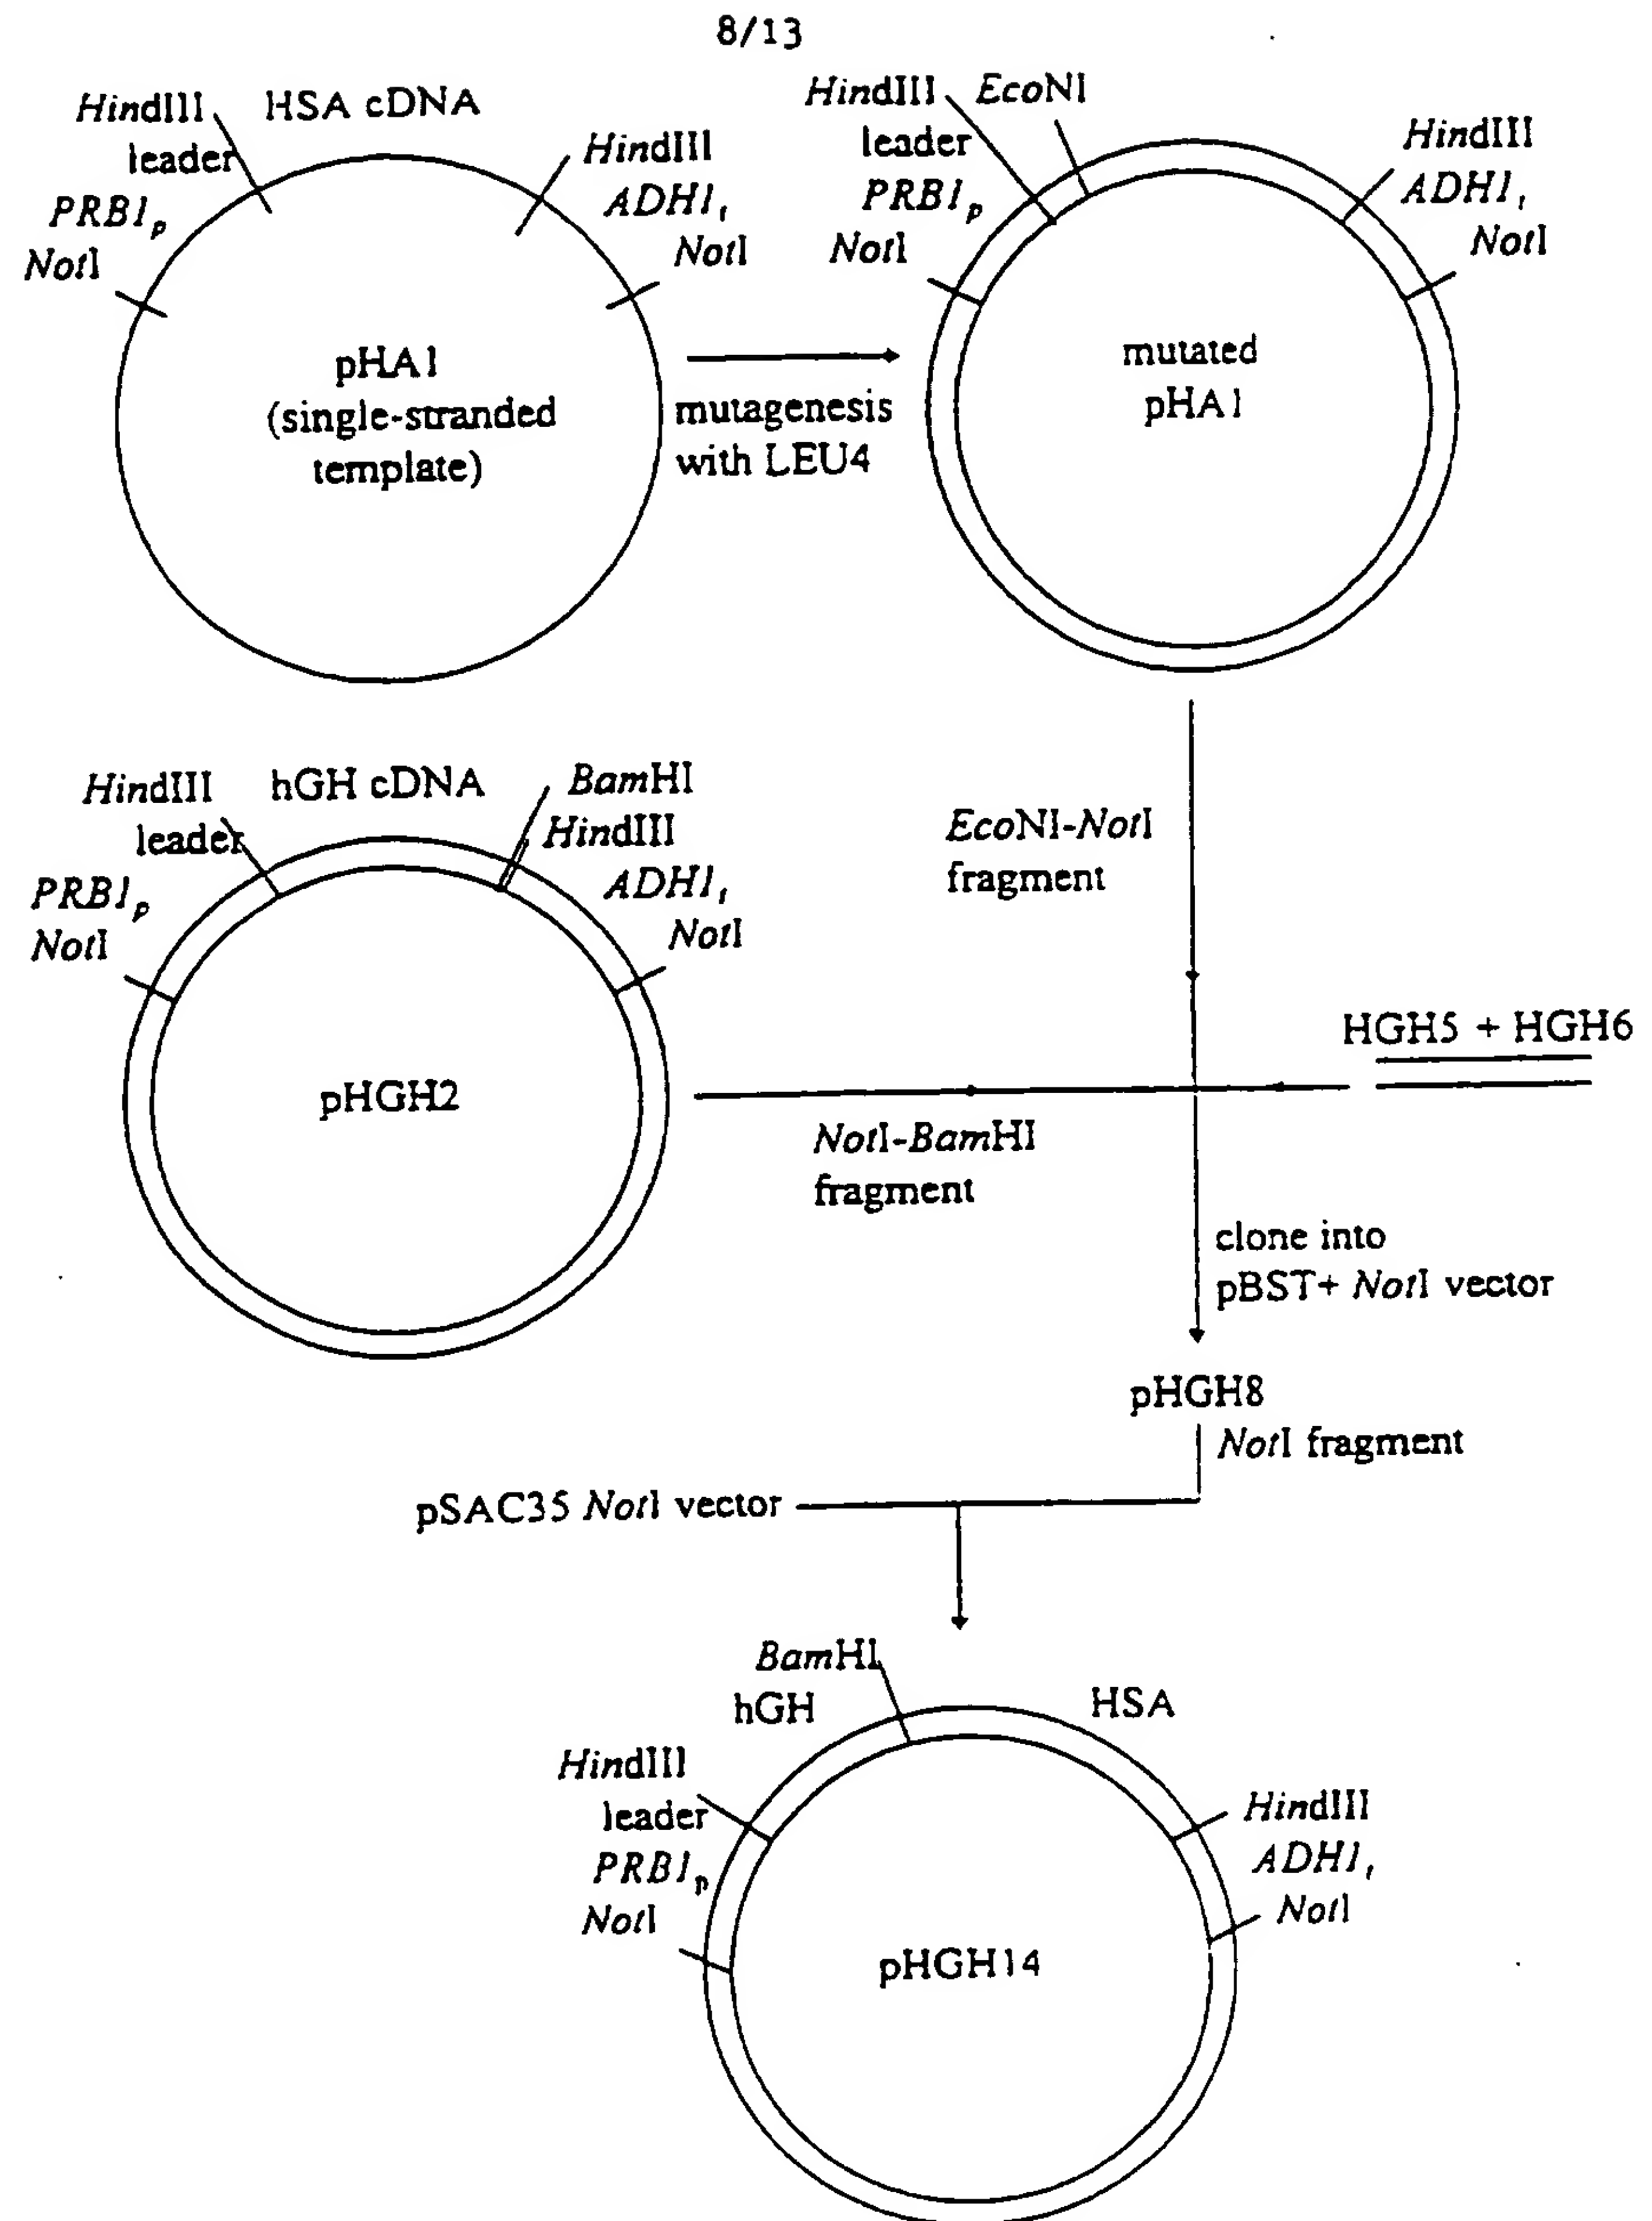 8/13
HindIII HSA cDNA
leader
PRB1p
NotI
HindIII
ADH1t
NotI
pHA1
(single-stranded
template)
mutagenesis
with LEU4
HindIII EcoNI
leader
PRB1p
NotI
HindIII
ADH1t
NotI
mutated
pHA1
HindIII hGH cDNA
leader
PRB1p
NotI
BamHI
HindIII
ADH1t
NotI
pHGH2
EcoNI-NotI
fragment
HGH5 + HGH6
NotI-BamHI
fragment
clone into
pBST+ NotI vector
pHGH8
NotI fragment
pSAC35 NotI vector
BamHI
hGH
HSA
HindIII
leader
PRB1p
NotI
HindIII
ADH1t
NotI
pHGH14